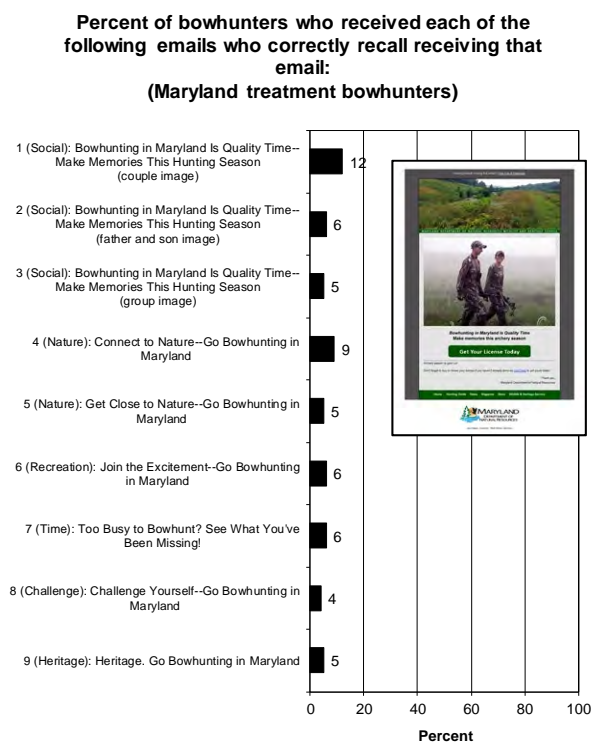 Percent of bowhunters who received each of the
following emails who correctly recall receiving that
email:
(Maryland treatment bowhunters)
1 (Social): Bowhunting in Maryland Is Quality Time--
Make Memories This Hunting Season
(couple image)
12
2 (Social): Bowhunting in Maryland Is Quality Time--
Make Memories This Hunting Season
(father and son image)
6
3 (Social): Bowhunting in Maryland Is Quality Time--
Make Memories This Hunting Season
(group image)
5
4 (Nature): Connect to Nature--Go Bowhunting in
Maryland
9
5 (Nature): Get Close to Nature--Go Bowhunting in
Maryland
5
6 (Recreation): Join the Excitement--Go Bowhunting
in Maryland
6
7 (Time): Too Busy to Bowhunt? See What You've
Been Missing!
6
8 (Challenge): Challenge Yourself--Go Bowhunting in
Maryland
4
9 (Heritage): Heritage. Go Bowhunting in Maryland
5
Bowhunting in Maryland is Quality Time
Make memories this archery season
Get Your License Today
MARYLAND
DEPARTMENT OF
NATURAL RESOURCES
0 20 40 60 80 100
Percent